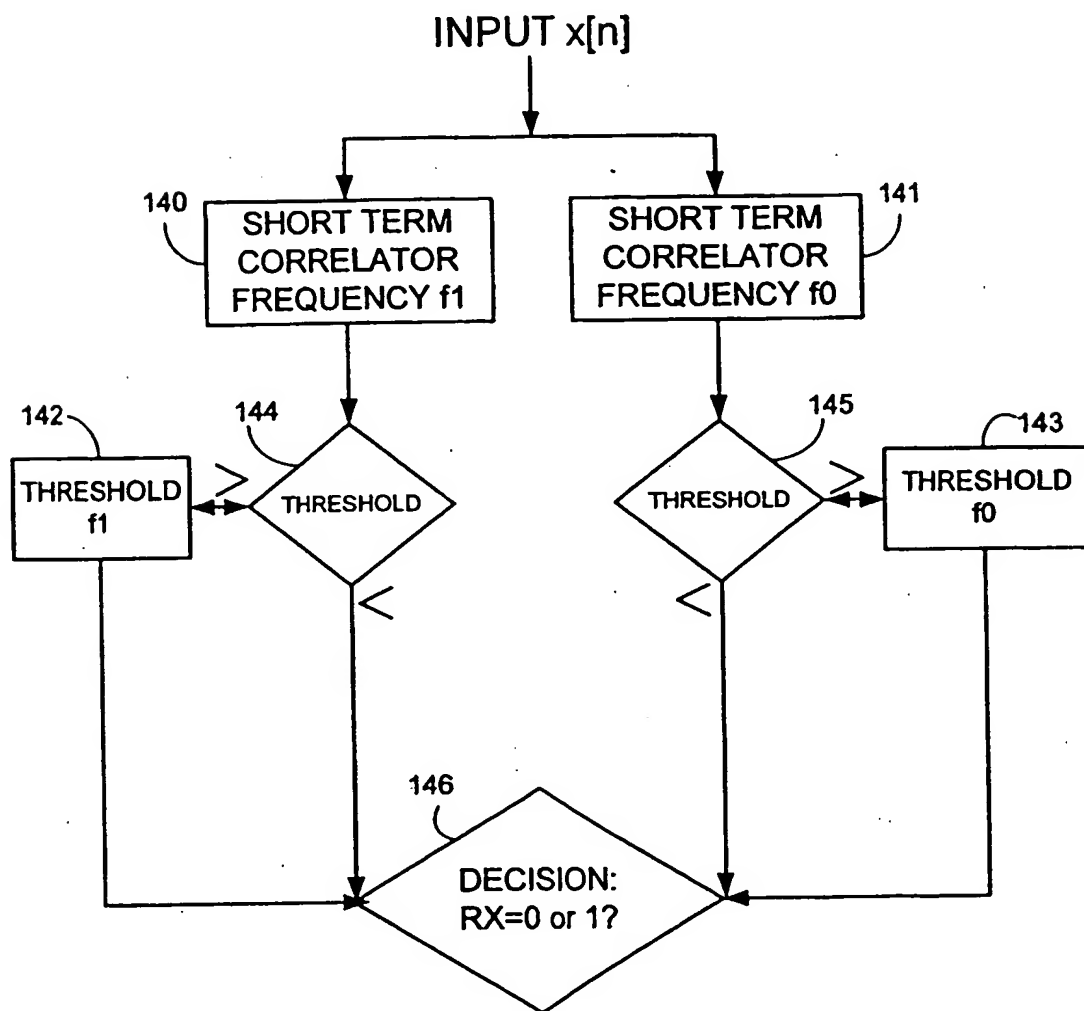 INPUT x[n]
140
SHORT TERM
CORRELATOR
FREQUENCY f1
141
SHORT TERM
CORRELATOR
FREQUENCY f0
142
THRESHOLD
f1
>
144
THRESHOLD
<
145
THRESHOLD
<
>
143
THRESHOLD
f0
146
DECISION:
RX=0 or 1?